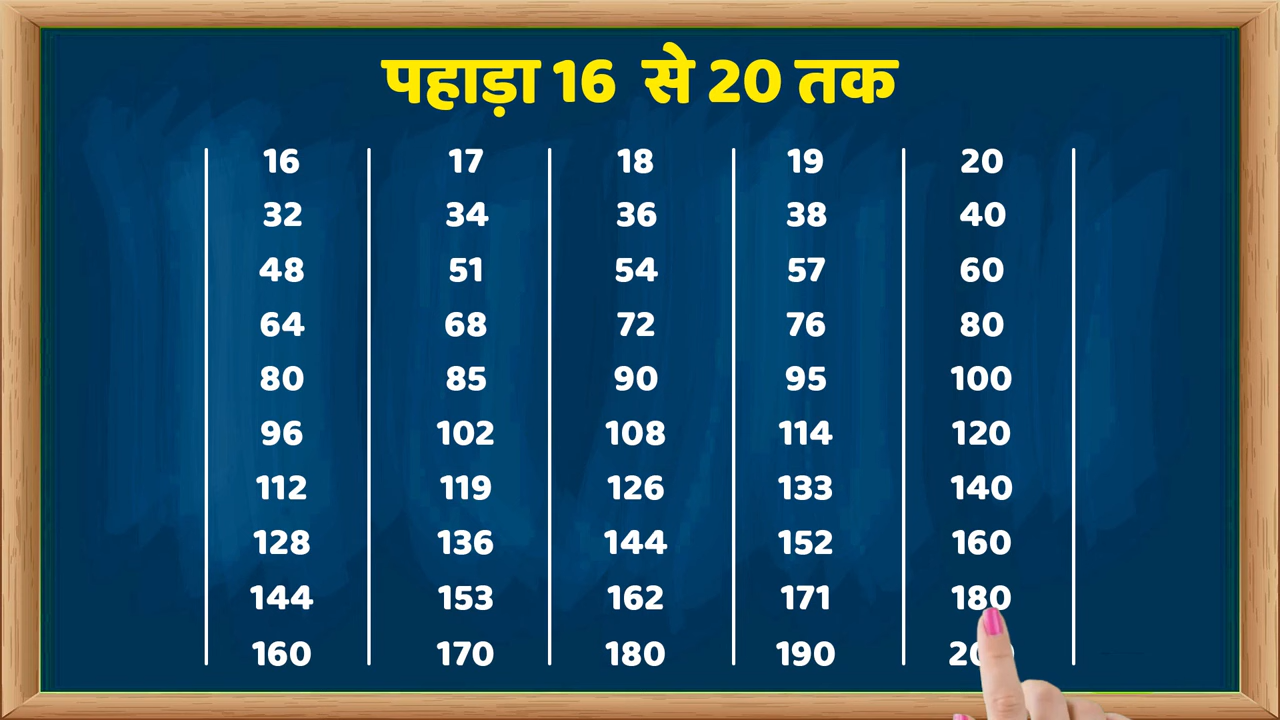 पहाड़ा 16 से 20 तक
16 17 18 19 20
32 34 36 38 40
48 51 54 57 60
64 68 72 76 80
80 85 90 95 100
96 102 108 114 120
112 119 126 133 140
128 136 144 152 160
144 153 162 171 180
160 170 180 190